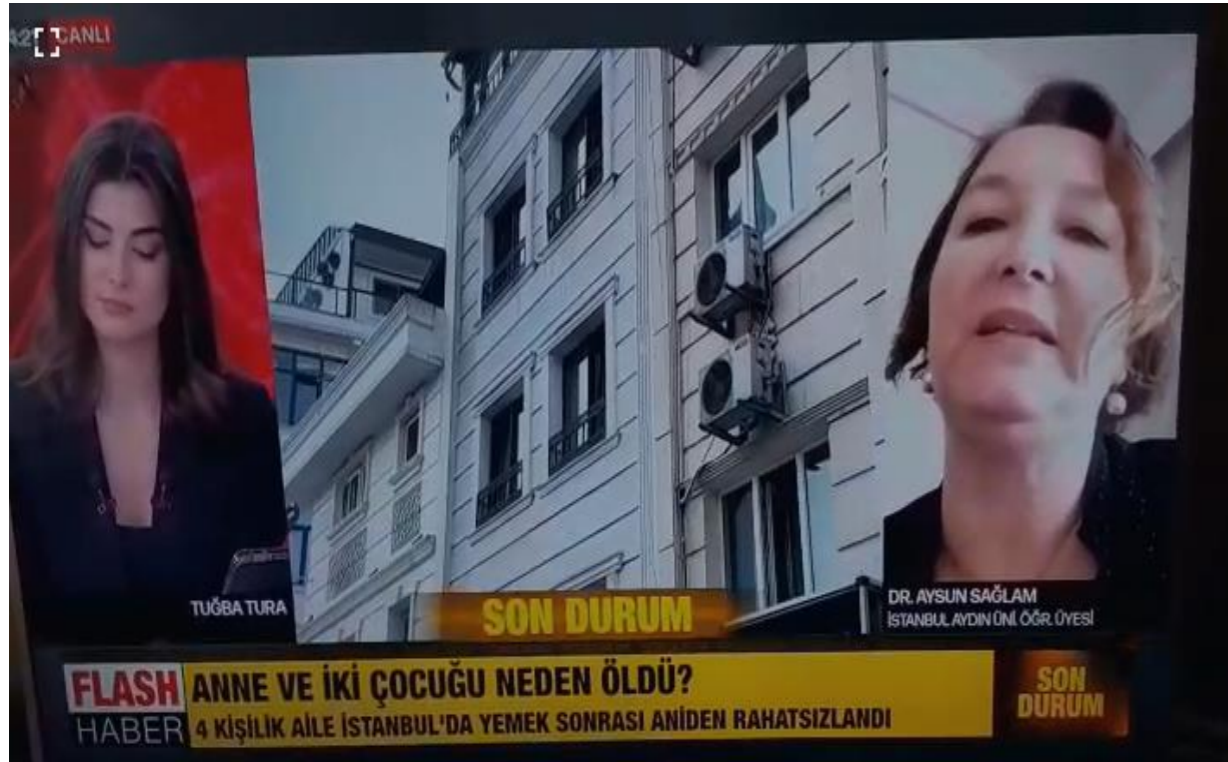 CANLI
TUĞBA TURA
SON DURUM
DR. AYSUN SAĞLAM
İSTANBUL AYDIN ÜNİ. ÖĞR. ÜYESİ
FLASH
HABER
ANNE VE İKİ ÇOCUĞU NEDEN ÖLDÜ?
4 KİŞİLİK AİLE İSTANBUL'DA YEMEK SONRASI ANİDEN RAHATSIZLANDI
SON
DURUM